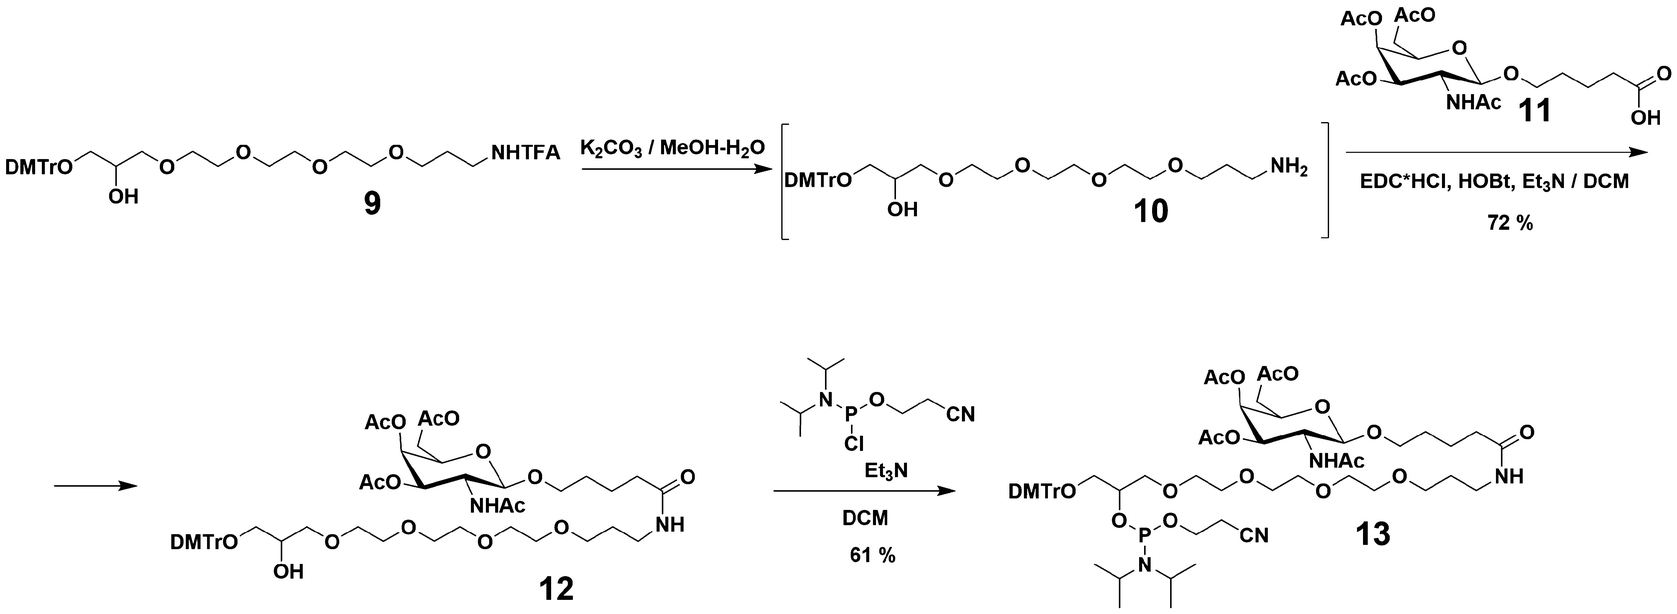 AcO AcO
O
AcO O O
NHAc 11 OH
DMTrO O O O O NHTFA
OH 9
K₂CO₃ / MeOH-H₂O
DMTrO O O O O NH₂
OH 10
EDC*HCl, HOBt, Et₃N / DCM
72 %
AcO AcO
O
AcO O O
NHAc NH
DMTrO O O O O
OH 12
N P O CN
Cl
Et₃N
DCM
61 %
AcO AcO
O
AcO O O
NHAc NH
DMTrO O O O O
O P O CN 13
N